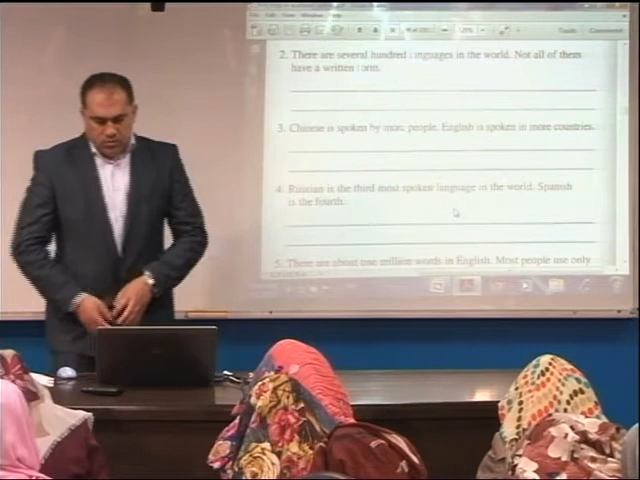 2. There are several hundred languages in the world. Not all of them
have a written form.
3. Chinese is spoken by more people. English is spoken in more countries.
4. Russian is the third most spoken language in the world. Spanish
is the fourth.
5. There are about one million words in English. Most people use only